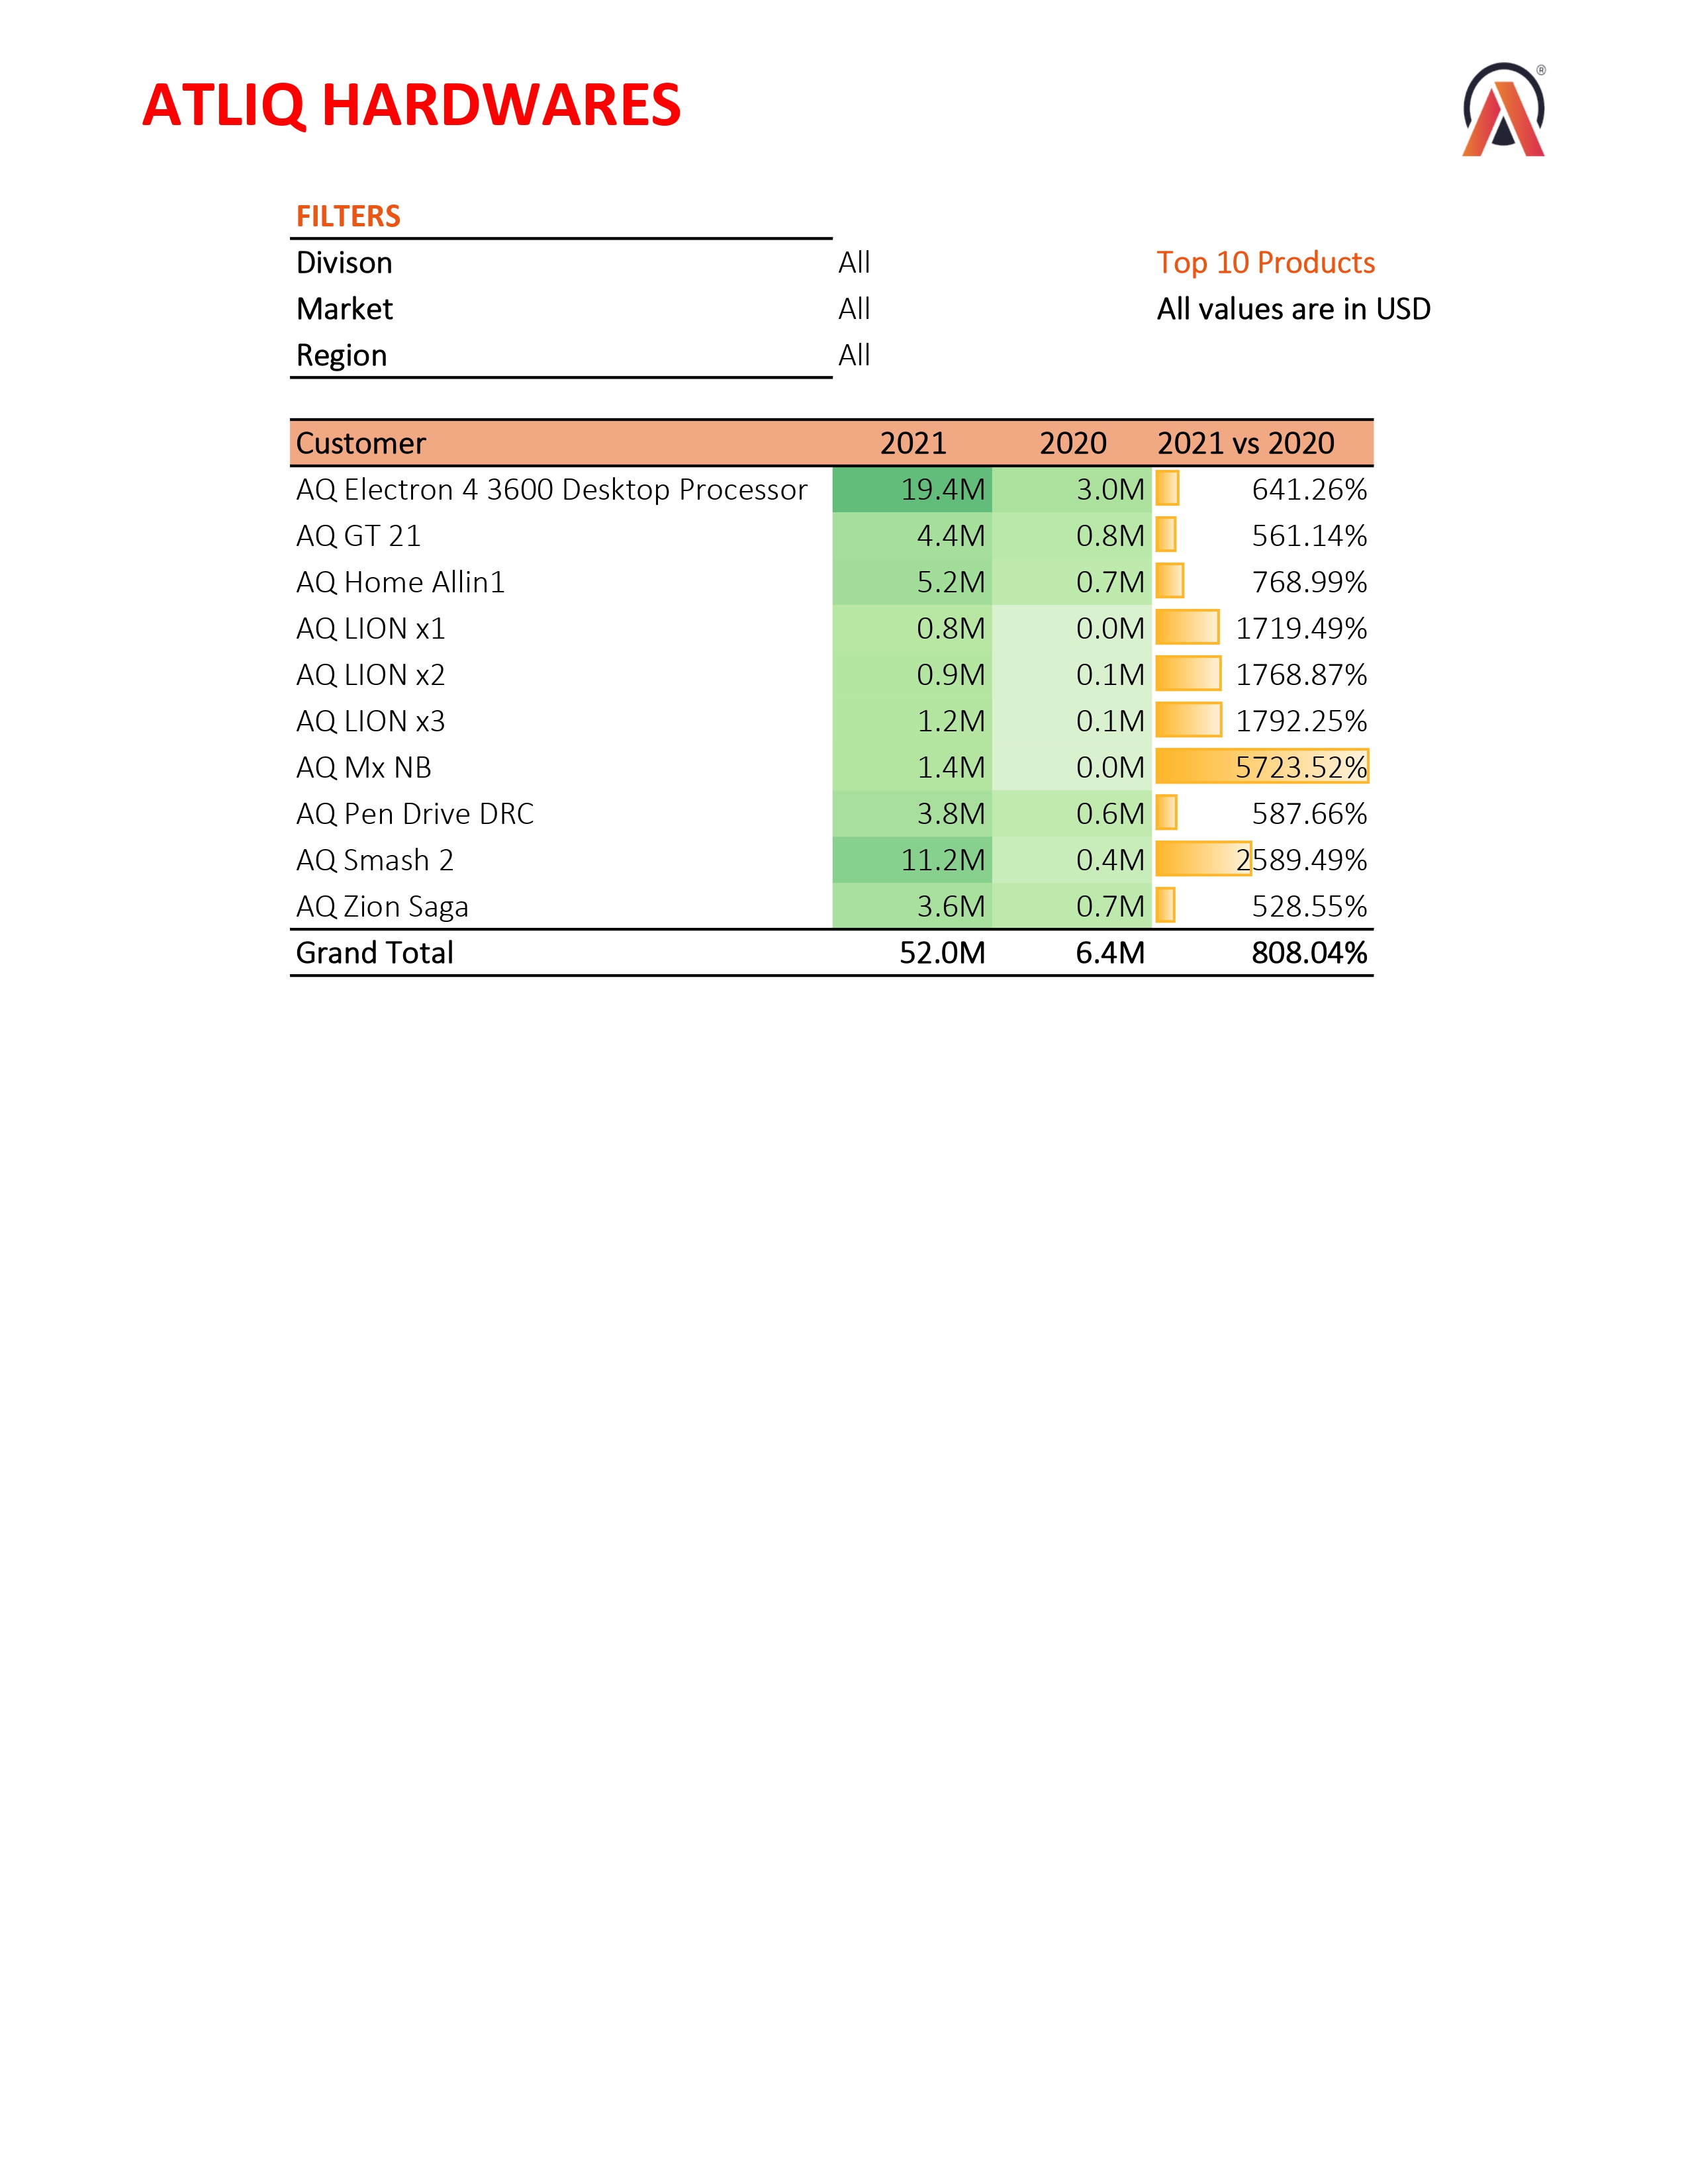 ATLIQ HARDWARES
®
FILTERS
Divison All Top 10 Products
Market All All values are in USD
Region All
Customer 2021 2020 2021 vs 2020
AQ Electron 4 3600 Desktop Processor 19.4M 3.0M 641.26%
AQ GT 21 4.4M 0.8M 561.14%
AQ Home Allin1 5.2M 0.7M 768.99%
AQ LION x1 0.8M 0.0M 1719.49%
AQ LION x2 0.9M 0.1M 1768.87%
AQ LION x3 1.2M 0.1M 1792.25%
AQ Mx NB 1.4M 0.0M 5723.52%
AQ Pen Drive DRC 3.8M 0.6M 587.66%
AQ Smash 2 11.2M 0.4M 2589.49%
AQ Zion Saga 3.6M 0.7M 528.55%
Grand Total 52.0M 6.4M 808.04%